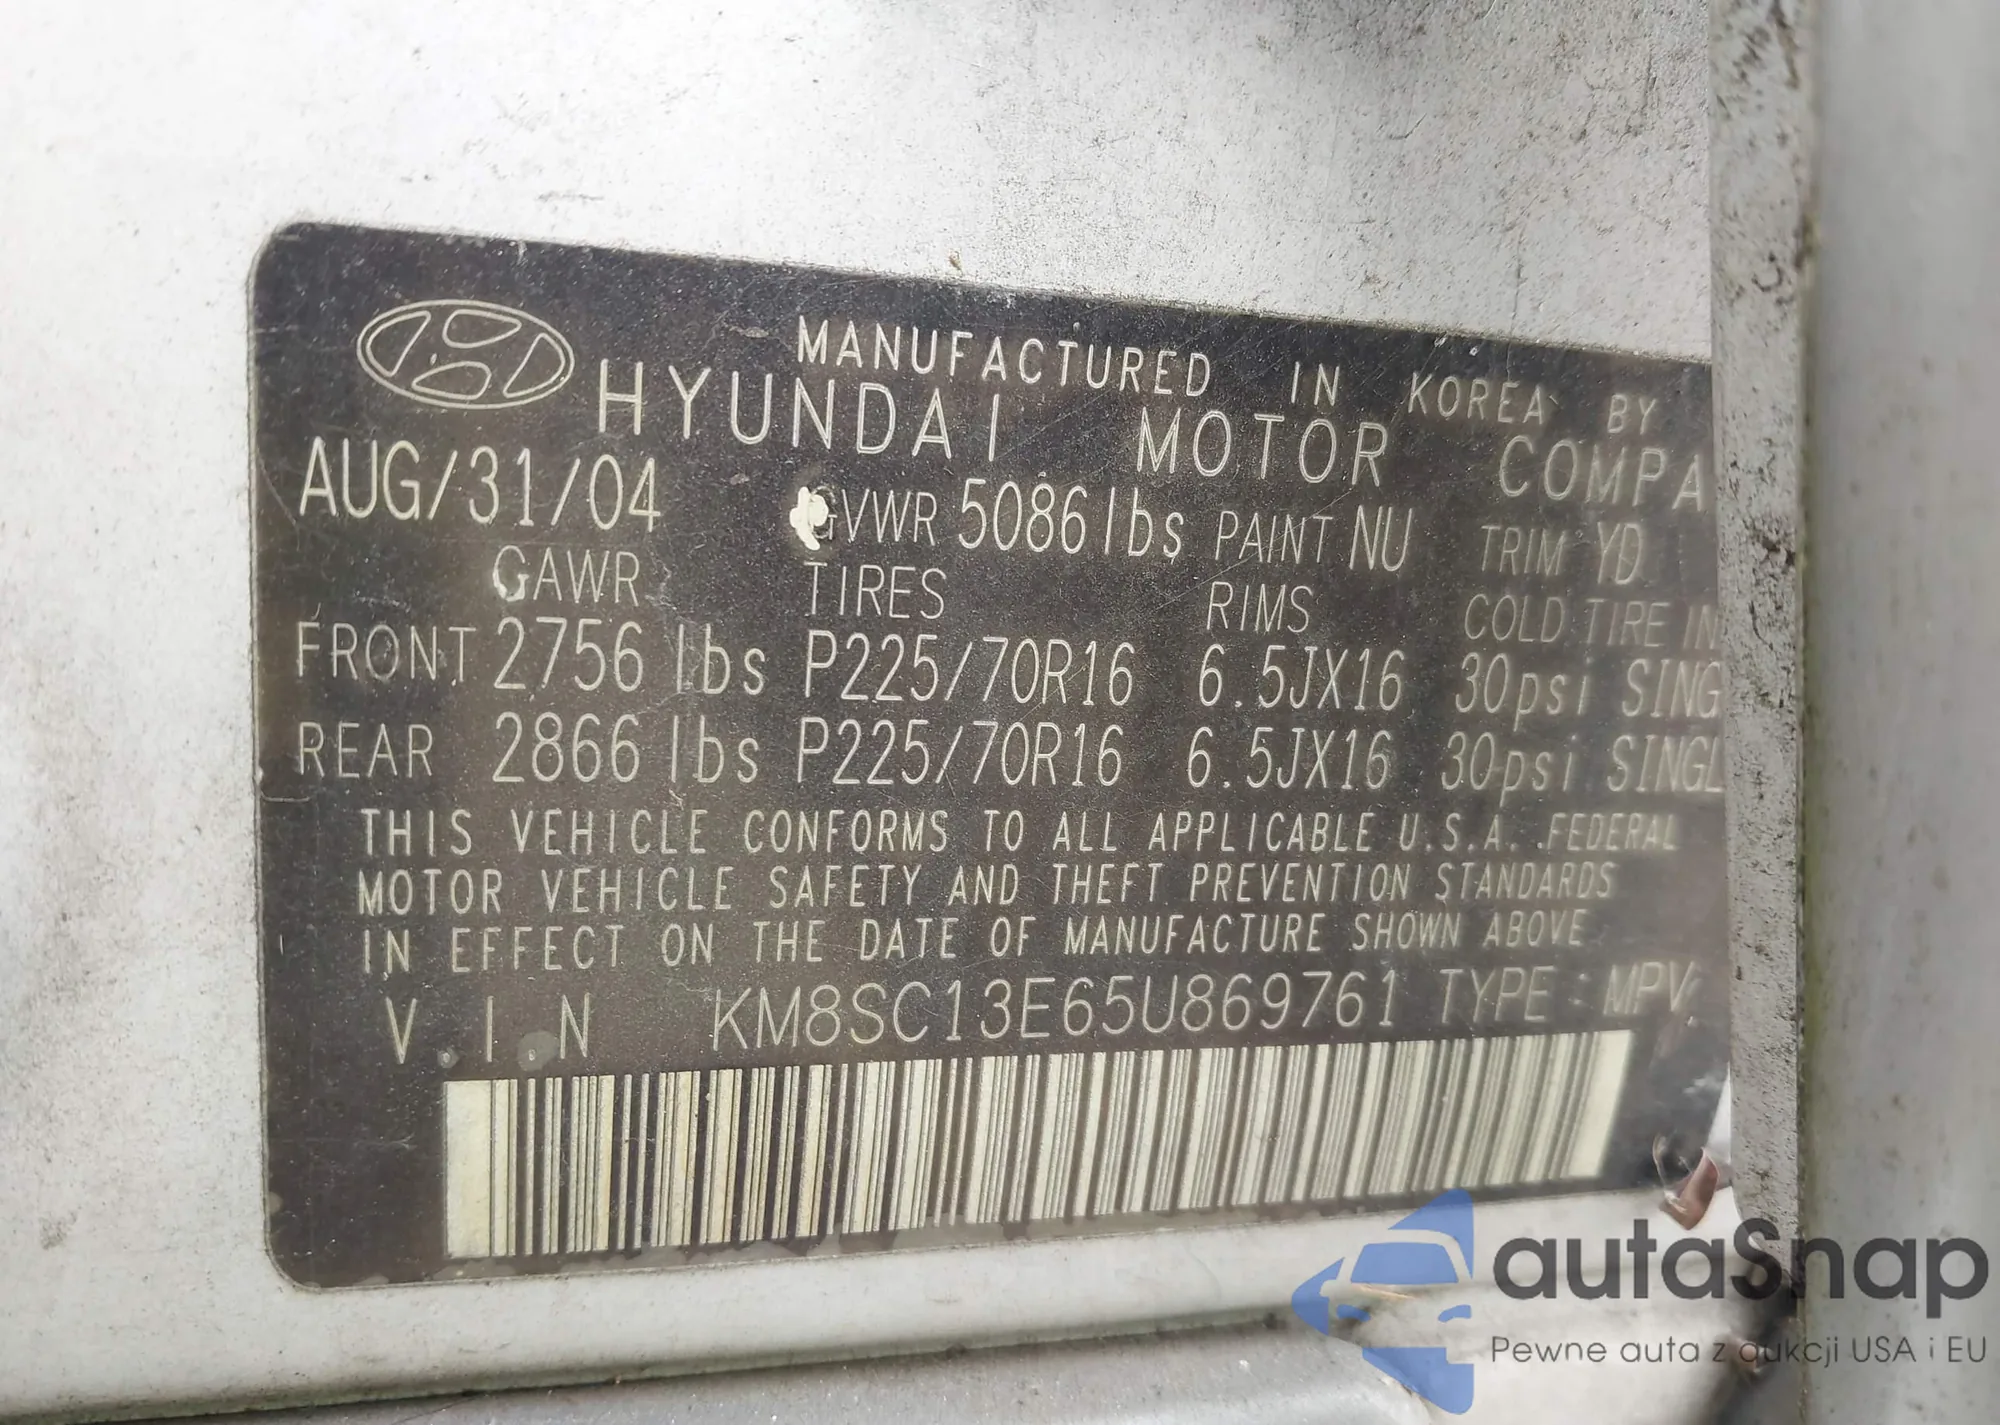 MANUFACTURED IN KOREA BY
HYUNDAI MOTOR COMPA
AUG/31/04 GVWR 5086lbs PAINT NU TRIM YD
GAWR TIRES RIMS COLD TIRE IN
FRONT 2756 lbs P225/70R16 6.5JX16 30psi SING
REAR 2866 lbs P225/70R16 6.5JX16 30psi SINGL
THIS VEHICLE CONFORMS TO ALL APPLICABLE U.S.A. FEDERAL
MOTOR VEHICLE SAFETY AND THEFT PREVENTION STANDARDS
IN EFFECT ON THE DATE OF MANUFACTURE SHOWN ABOVE
V.I.N KM8SC13E65U869761 TYPE : MPV
autaSnap
Pewne auta z aukcji USA i EU